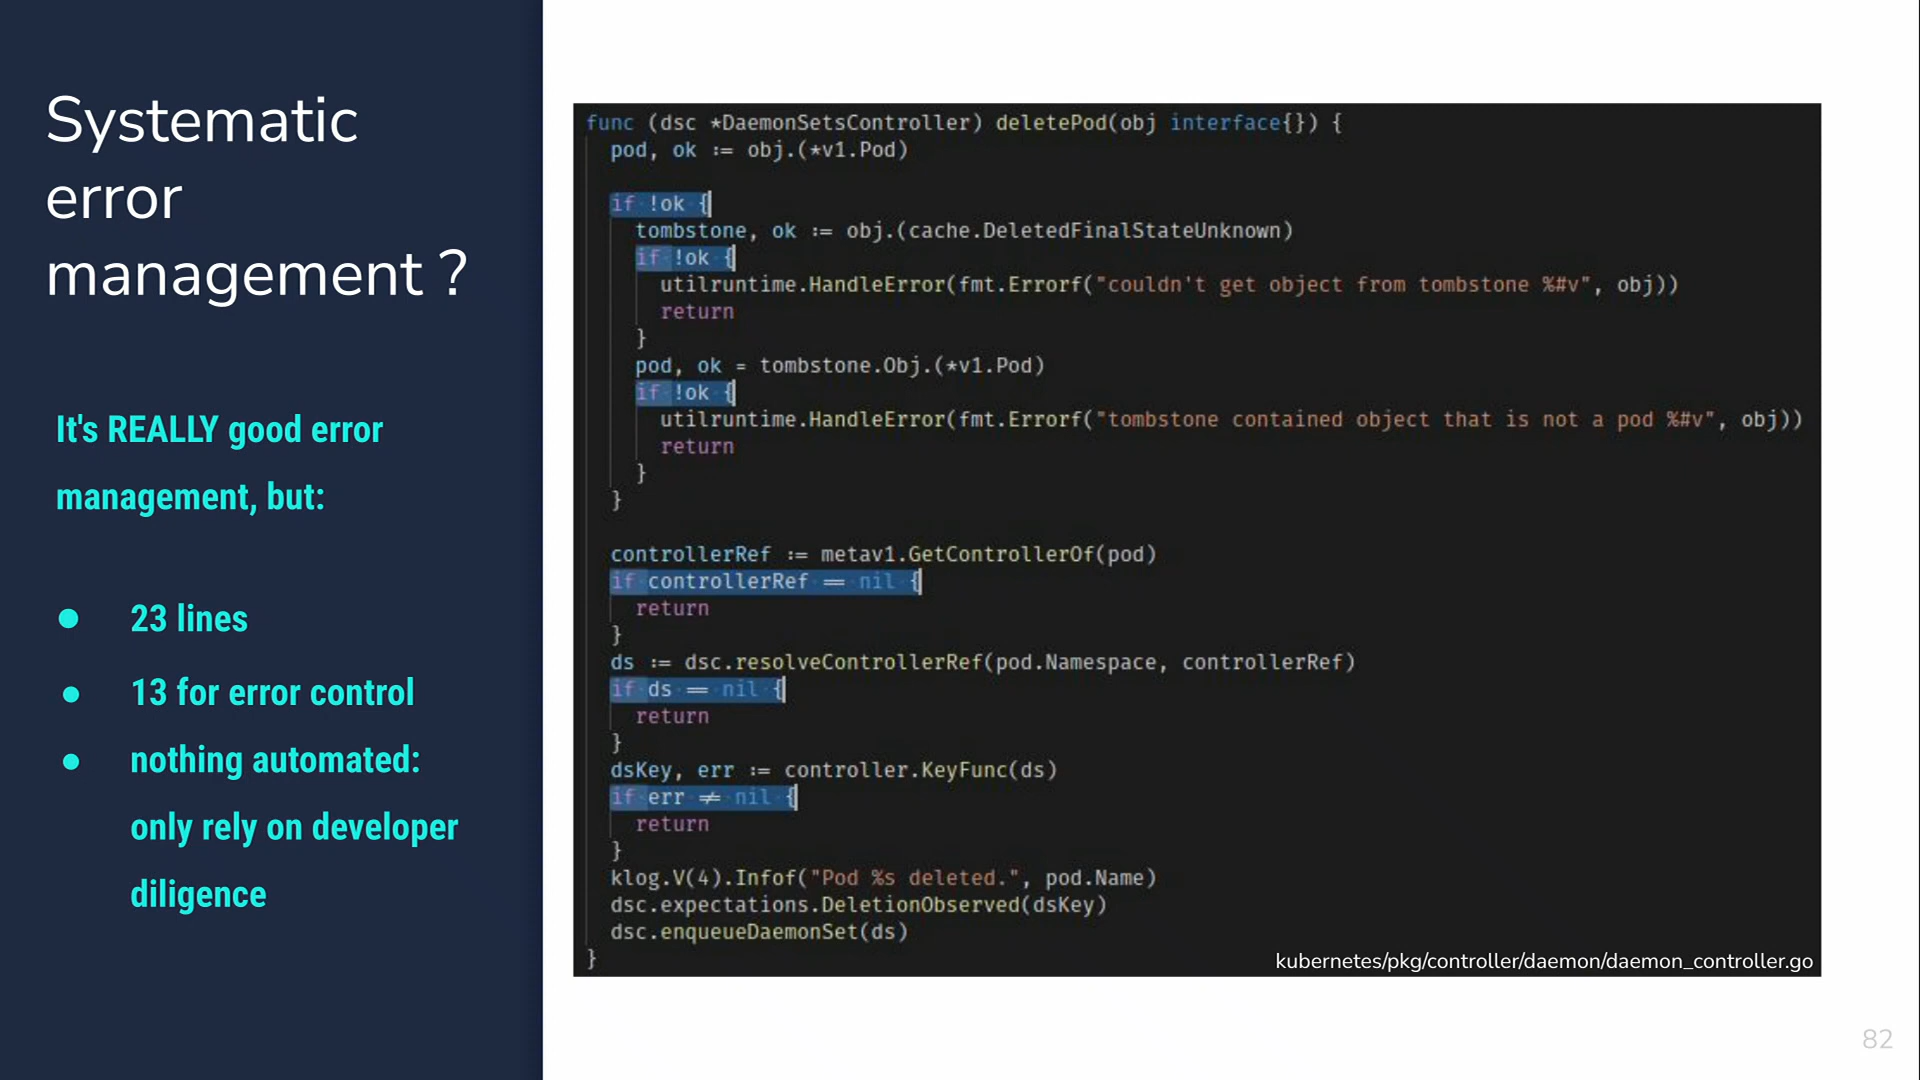 Systematic
error
management ?
It's REALLY good error
management, but:
● 23 lines
● 13 for error control
● nothing automated:
only rely on developer
diligence
func (dsc *DaemonSetsController) deletePod(obj interface{}) {
pod, ok := obj.(*v1.Pod)
if !ok {
tombstone, ok := obj.(cache.DeletedFinalStateUnknown)
if !ok {
utilruntime.HandleError(fmt.Errorf("couldn't get object from tombstone %#v", obj))
return
}
pod, ok = tombstone.Obj.(*v1.Pod)
if !ok {
utilruntime.HandleError(fmt.Errorf("tombstone contained object that is not a pod %#v", obj))
return
}
}
controllerRef := metav1.GetControllerOf(pod)
if controllerRef == nil {
return
}
ds := dsc.resolveControllerRef(pod.Namespace, controllerRef)
if ds == nil {
return
}
dsKey, err := controller.KeyFunc(ds)
if err != nil {
return
}
klog.V(4).Infof("Pod %s deleted.", pod.Name)
dsc.expectations.DeletionObserved(dsKey)
dsc.enqueueDaemonSet(ds)
}
kubernetes/pkg/controller/daemon/daemon_controller.go
82